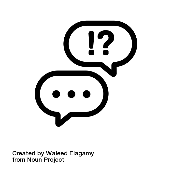 !?
Created by Waleed Elagamy
from Noun Project